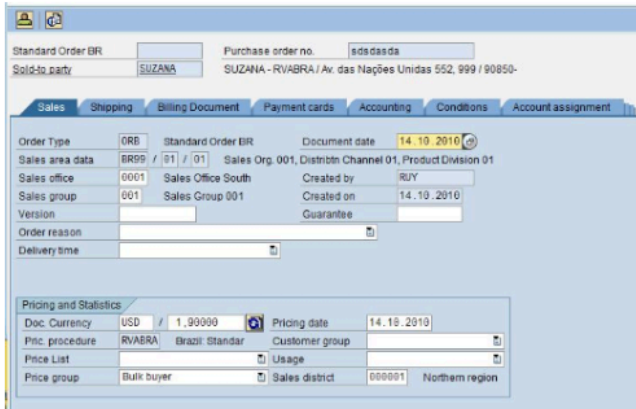 Standard Order BR Purchase order no. sdsdasda
Sold-to party SUZANA SUZANA - RVABRA / Av. das Nações Unidas 552, 999 / 90850-
Sales Shipping Billing Document Payment cards Accounting Conditions Account assignment
Order Type ORB Standard Order BR Document date 14.10.2010
Sales area data BR99 / 01 / 01 Sales Org. 001, Distribtn Channel 01, Product Division 01
Sales office 0001 Sales Office South Created by RUY
Sales group 001 Sales Group 001 Created on 14.10.2010
Version Guarantee
Order reason
Delivery time
Pricing and Statistics
Doc. Currency USD / 1,90000 Pricing date 14.10.2010
Pric. procedure RVABRA Brazil: Standar Customer group
Price List Usage
Price group Bulk buyer Sales district 000001 Northern region